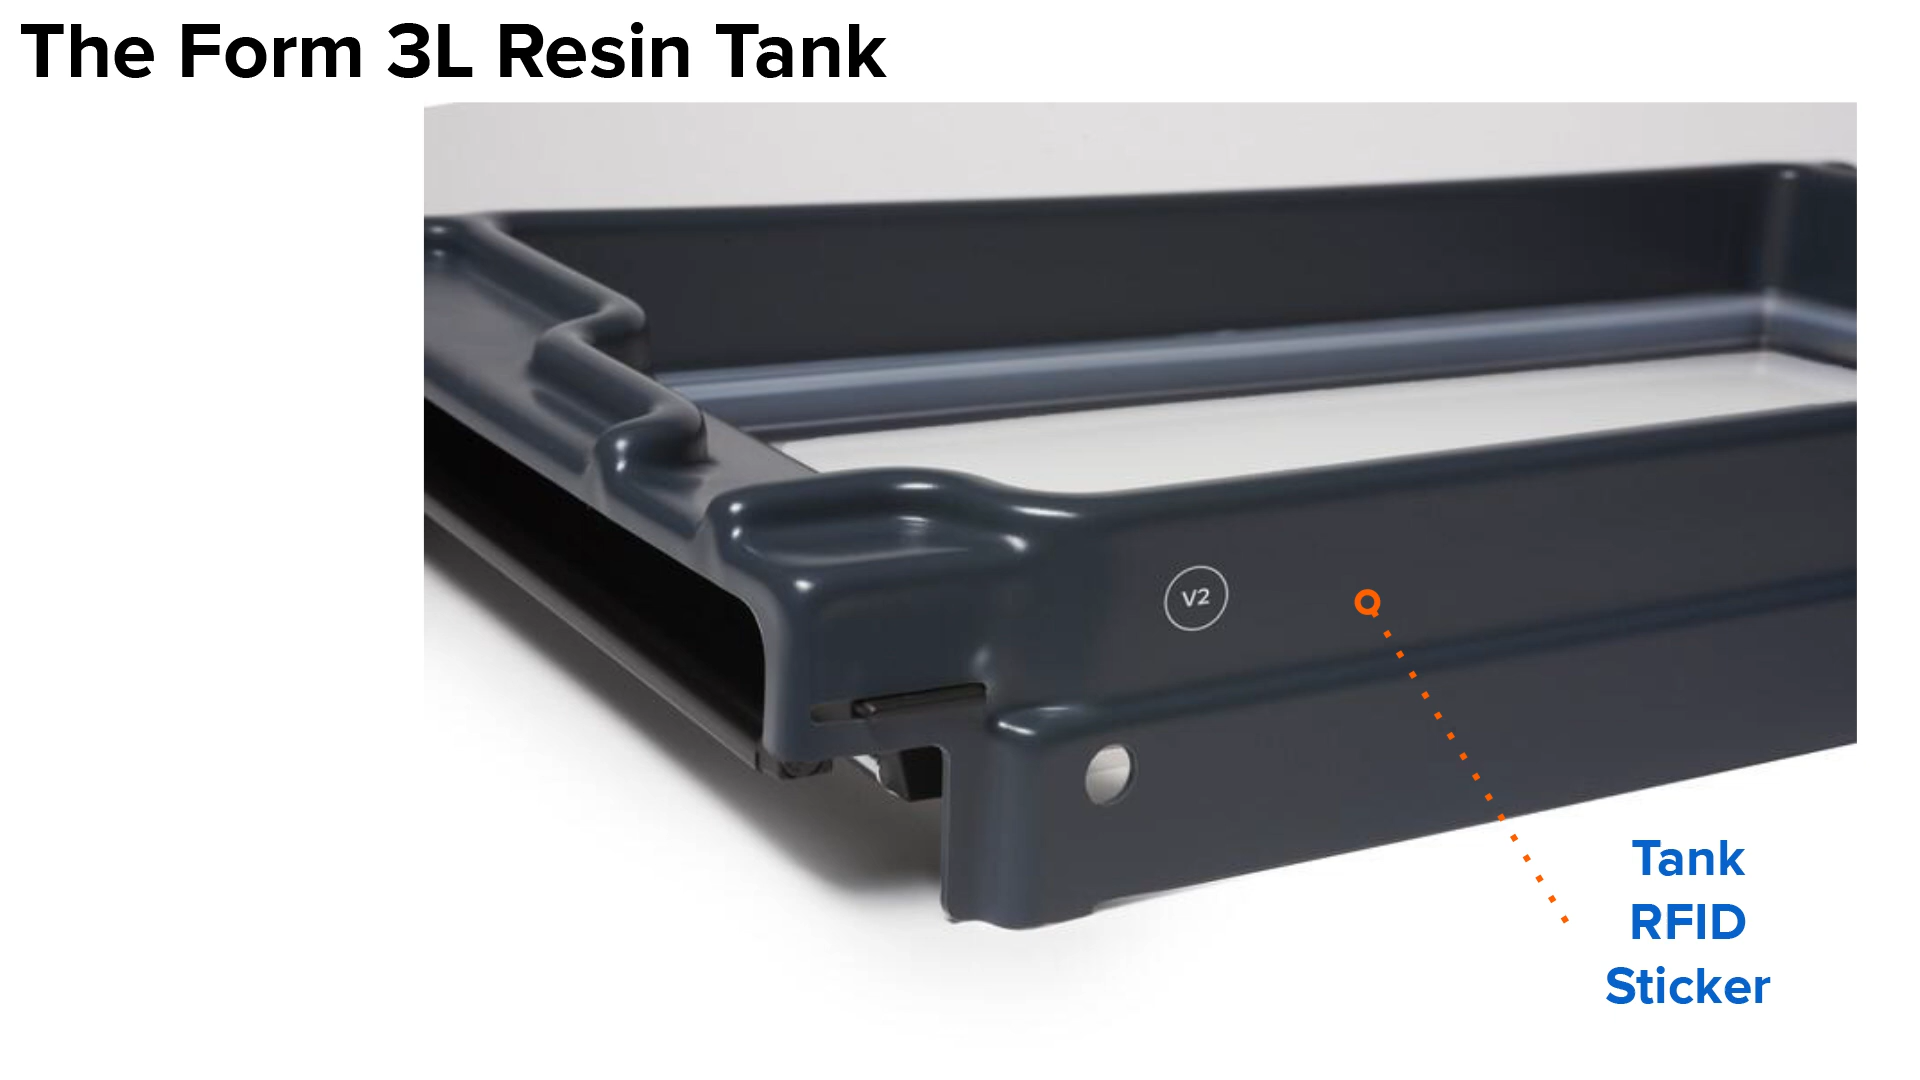 The Form 3L Resin Tank
V2
Tank
RFID
Sticker